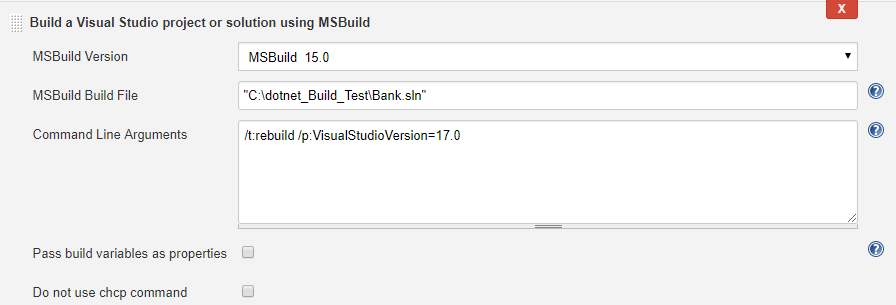 X
Build a Visual Studio project or solution using MSBuild
MSBuild Version
MSBuild 15.0
MSBuild Build File
"C:\dotnet_Build_Test\Bank.sln"
Command Line Arguments
/t:rebuild /p:VisualStudioVersion=17.0
Pass build variables as properties
Do not use chcp command